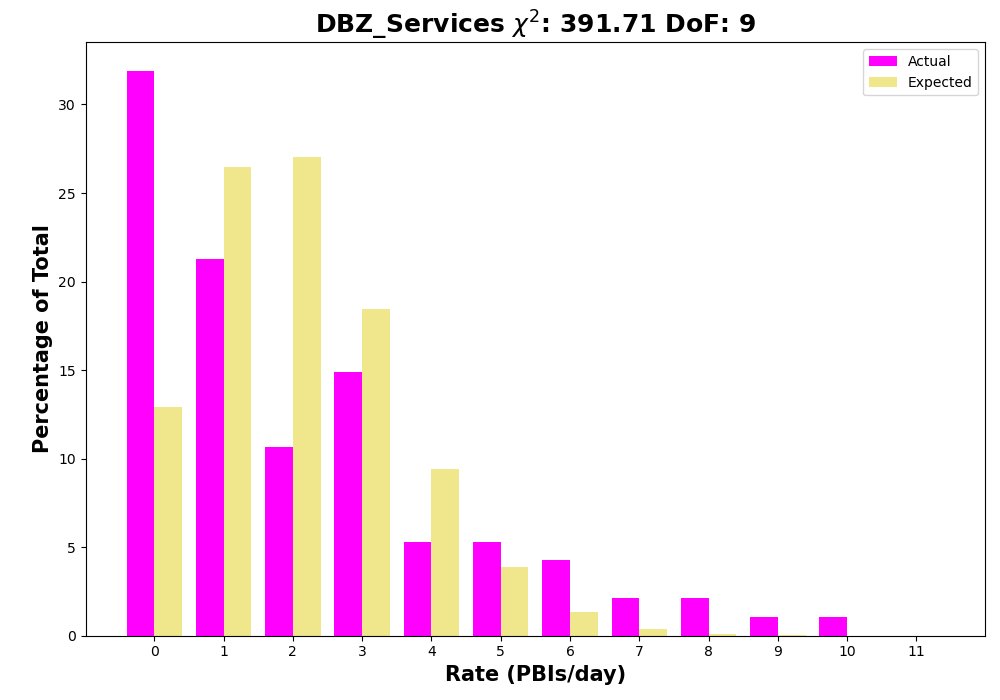 DBZ_Services χ²: 391.71 DoF: 9
Actual
Expected
Percentage of Total
30
25
20
15
10
5
0
0 1 2 3 4 5 6 7 8 9 10 11
Rate (PBIs/day)